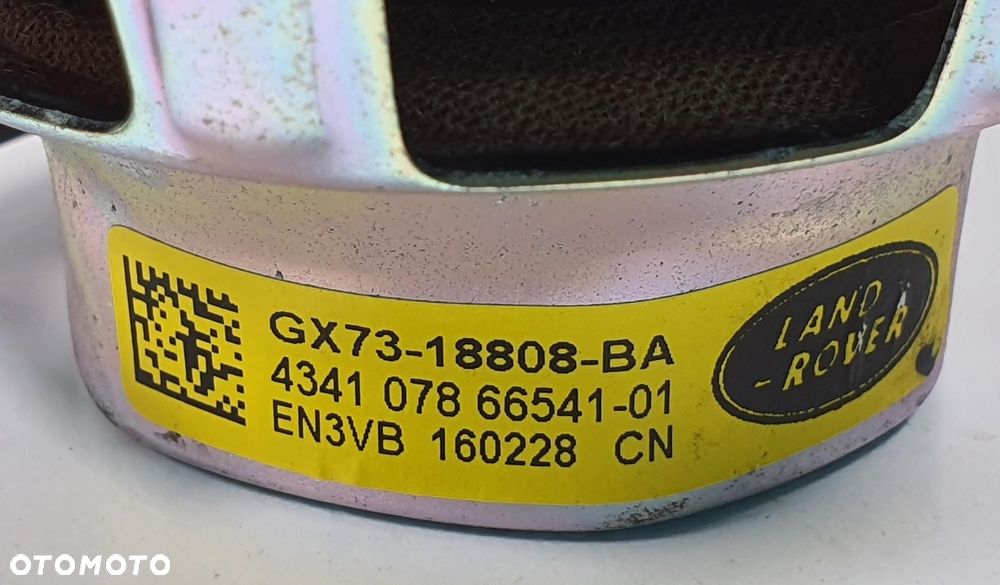 GX73-18808-BA
4341 078 66541-01
EN3VB 160228 CN
LAND
-ROVER
OTOMOTO